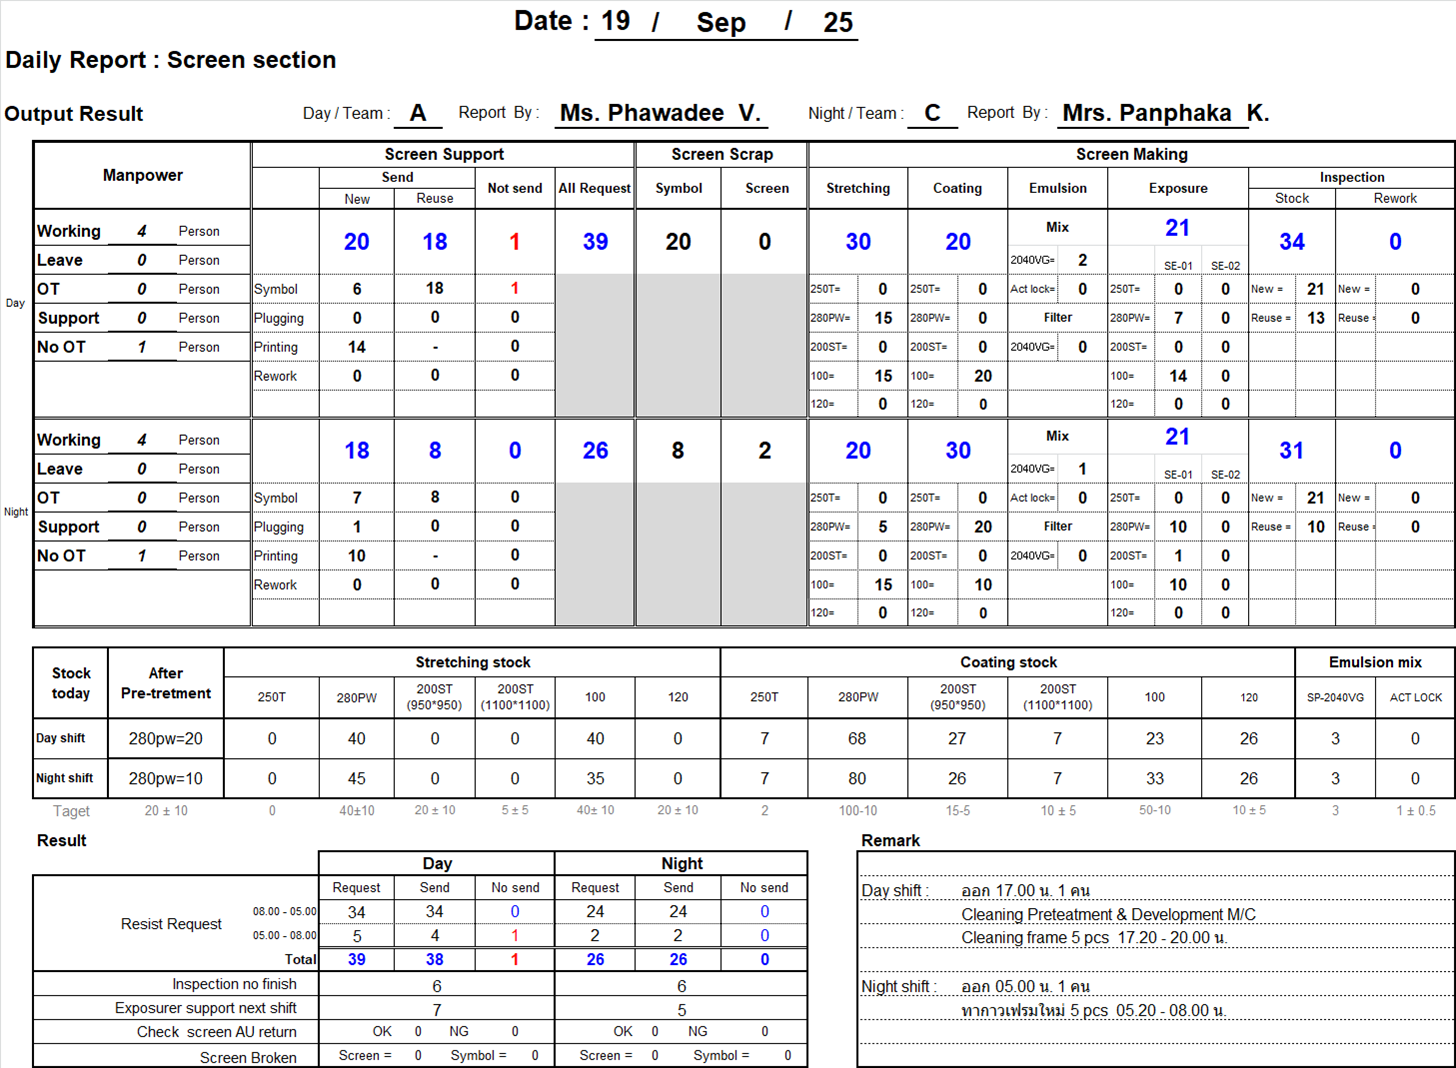 Date : 19 / Sep / 25
Daily Report : Screen section
Output Result Day / Team : A Report By : Ms. Phawadee V. Night / Team : C Report By : Mrs. Panphaka K.
Manpower Screen Support Screen Scrap Screen Making
Send Not send All Request Symbol Screen Stretching Coating Emulsion Exposure Inspection
New Reuse Stock Rework
Day
Working 4 Person 20 18 1 39 20 0 30 20 Mix 21 34 0
Leave 0 Person 2040VG= 2 SE-01 SE-02
OT 0 Person Symbol 6 18 1 250T= 0 250T= 0 Act lock= 0 250T= 0 0 New = 21 New = 0
Support 0 Person Plugging 0 0 0 280PW= 15 280PW= 0 Filter 280PW= 7 0 Reuse = 13 Reuse = 0
No OT 1 Person Printing 14 - 0 200ST= 0 200ST= 0 2040VG= 0 200ST= 0 0
Rework 0 0 0 100= 15 100= 20 100= 14 0
120= 0 120= 0 120= 0 0
Night
Working 4 Person 18 8 0 26 8 2 20 30 Mix 21 31 0
Leave 0 Person 2040VG= 1 SE-01 SE-02
OT 0 Person Symbol 7 8 0 250T= 0 250T= 0 Act lock= 0 250T= 0 0 New = 21 New = 0
Support 0 Person Plugging 1 0 0 280PW= 5 280PW= 20 Filter 280PW= 10 0 Reuse = 10 Reuse = 0
No OT 1 Person Printing 10 - 0 200ST= 0 200ST= 0 2040VG= 0 200ST= 1 0
Rework 0 0 0 100= 15 100= 10 100= 10 0
120= 0 120= 0 120= 0 0
Stock today After Pre-tretment Stretching stock Coating stock Emulsion mix
250T 280PW 200ST (950*950) 200ST (1100*1100) 100 120 250T 280PW 200ST (950*950) 200ST (1100*1100) 100 120 SP-2040VG ACT LOCK
Day shift 280pw=20 0 40 0 0 40 0 7 68 27 7 23 26 3 0
Night shift 280pw=10 0 45 0 0 35 0 7 80 26 7 33 26 3 0
Taget 20 ± 10 0 40±10 20 ± 10 5 ± 5 40± 10 20 ± 10 2 100-10 15-5 10 ± 5 50-10 10 ± 5 3 1 ± 0.5
Result
Day Night
Request Send No send Request Send No send
Resist Request 08.00 - 05.00 34 34 0 24 24 0
05.00 - 08.00 5 4 1 2 2 0
Total 39 38 1 26 26 0
Inspection no finish 6 6
Exposurer support next shift 7 5
Check screen AU return OK 0 NG 0 OK 0 NG 0
Screen Broken Screen = 0 Symbol = 0 Screen = 0 Symbol = 0
Remark
Day shift : ออก 17.00 น. 1 คน
Cleaning Preteatment & Development M/C
Cleaning frame 5 pcs 17.20 - 20.00 น.
Night shift : ออก 05.00 น. 1 คน
ทากาวเฟรมใหม่ 5 pcs 05.20 - 08.00 น.